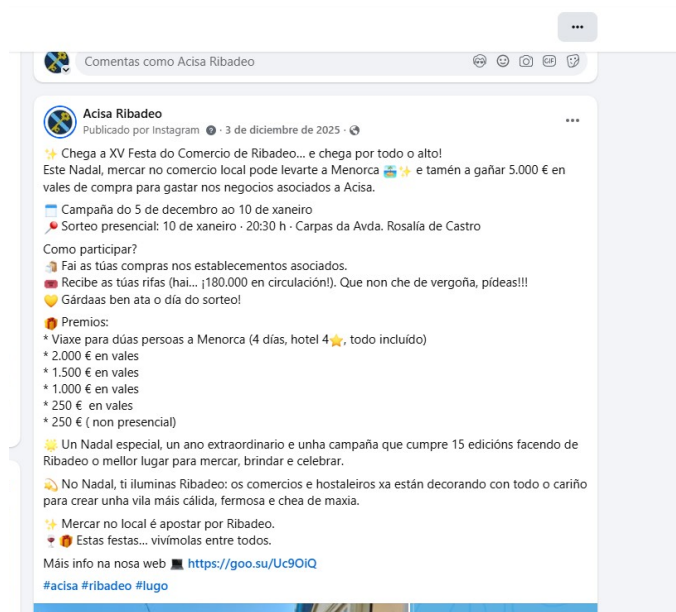 ...
Comentas como Acisa Ribadeo
GIF
Acisa Ribadeo
Publicado por Instagram · 3 de diciembre de 2025 ·
...
✨ Chega a XV Festa do Comercio de Ribadeo... e chega por todo o alto!
Este Nadal, mercar no comercio local pode levarte a Menorca 🏝️✨ e tamén a gañar 5.000 € en
vales de compra para gastar nos negocios asociados a Acisa.
🗓️ Campaña do 5 de decembro ao 10 de xaneiro
📍 Sorteo presencial: 10 de xaneiro · 20:30 h · Carpas da Avda. Rosalía de Castro
Como participar?
🛍️ Fai as túas compras nos establecementos asociados.
🎟️ Recibe as túas rifas (hai... ¡180.000 en circulación!). Que non che de vergoña, pídeas!!!
💛 Gárdaas ben ata o día do sorteo!
🎁 Premios:
* Viaxe para dúas persoas a Menorca (4 días, hotel 4⭐, todo incluído)
* 2.000 € en vales
* 1.500 € en vales
* 1.000 € en vales
* 250 € en vales
* 250 € ( non presencial)
🌟 Un Nadal especial, un ano extraordinario e unha campaña que cumpre 15 edicións facendo de
Ribadeo o mellor lugar para mercar, brindar e celebrar.
💫 No Nadal, ti iluminas Ribadeo: os comercios e hostaleiros xa están decorando con todo o cariño
para crear unha vila máis cálida, fermosa e chea de maxia.
✨ Mercar no local é apostar por Ribadeo.
🍷🎁 Estas festas... vivímolas entre todos.
Máis info na nosa web 💻 https://goo.su/Uc9OiQ
#acisa #ribadeo #lugo